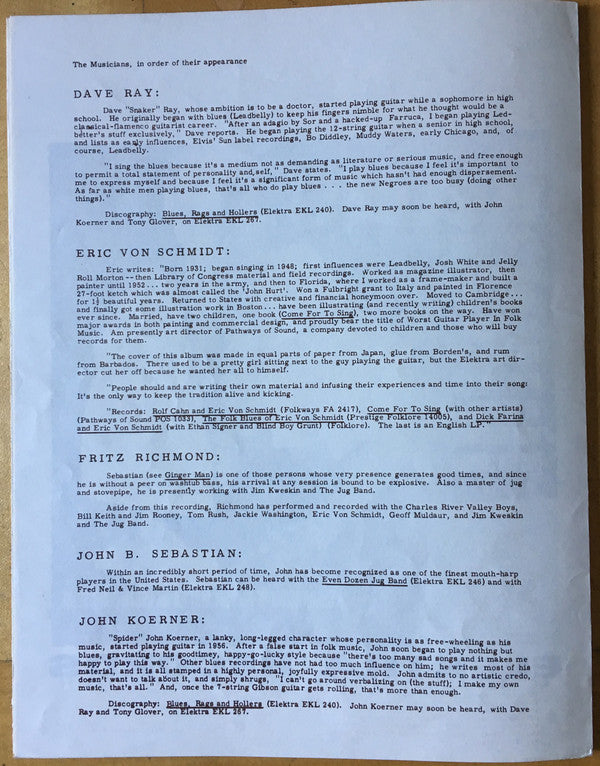 The Musicians, in order of their appearance
DAVE RAY:
Dave "Snaker" Ray, whose ambition is to be a doctor, started playing guitar while a sophomore in high
school. He originally began with blues (Leadbelly) to keep his fingers nimble for what he thought would be a
classical-flamenco guitarist career. "After an adagio by Sor and a hacked-up Farruca, I began playing Led-
better's stuff exclusively," Dave reports. He began playing the 12-string guitar when a senior in high school,
and lists as early influences, Elvis' Sun label recordings, Bo Diddley, Muddy Waters, early Chicago, and, of
course, Leadbelly.
"I sing the blues because it's a medium not as demanding as literature or serious music, and free enough
to permit a total statement of personality and self," Dave states. "I play blues because I feel it's important to
me to express myself and because I feel it's a significant form of music which hasn't had enough dispersement.
As far as white men playing blues, that's all who do play blues . . . the new Negroes are too busy (doing other
things)."
Discography: Blues, Rags and Hollers (Elektra EKL 240). Dave Ray may soon be heard, with John
Koerner and Tony Glover, on Elektra EKL 267.
ERIC VON SCHMIDT:
Eric writes: "Born 1931; began singing in 1948; first influences were Leadbelly, Josh White and Jelly
Roll Morton -- then Library of Congress material and field recordings. Worked as magazine illustrator, then
painter until 1952... two years in the army, and then to Florida, where I worked as a frame-maker and built a
27-foot ketch which was almost called the 'John Hurt'. Won a Fulbright grant to Italy and painted in Florence
for 1½ beautiful years. Returned to States with creative and financial honeymoon over. Moved to Cambridge...
and finally got some illustration work in Boston... have been illustrating (and recently writing) children's books
ever since. Married, have two children, one book (Come For To Sing), two more books on the way. Have won
major awards in both painting and commercial design, and proudly bear the title of Worst Guitar Player in Folk
Music. Am presently art director of Pathways of Sound, a company devoted to children and those who will buy
records for them.
"The cover of this album was made in equal parts of paper from Japan, glue from Borden's, and rum
from Barbados. There used to be a pretty girl sitting next to the guy playing the guitar, but the Elektra art dir-
ector cut her off because he wanted her all to himself.
"People should and are writing their own material and infusing their experiences and time into their songs
It's the only way to keep the tradition alive and kicking.
"Records: Rolf Cahn and Eric Von Schmidt (Folkways FA 2417), Come For To Sing (with other artists)
(Pathways of Sound POS 1033), The Folk Blues of Eric Von Schmidt (Prestige Folklore 14005), and Dick Farina
and Eric Von Schmidt (with Ethan Signer and Blind Boy Grunt) (Folklore). The last is an English LP."
FRITZ RICHMOND:
Sebastian (see Ginger Man) is one of those persons whose very presence generates good times, and since
he is without a peer on washtub bass, his arrival at any session is bound to be explosive. Also a master of jug
and stovepipe, he is presently working with Jim Kweskin and The Jug Band.
Aside from this recording, Richmond has performed and recorded with the Charles River Valley Boys,
Bill Keith and Jim Rooney, Tom Rush, Jackie Washington, Eric Von Schmidt, Geoff Muldaur, and Jim Kweskin
and The Jug Band.
JOHN B. SEBASTIAN:
Within an incredibly short period of time, John has become recognized as one of the finest mouth-harp
players in the United States. Sebastian can be heard with the Even Dozen Jug Band (Elektra EKL 246) and with
Fred Neil & Vince Martin (Elektra EKL 248).
JOHN KOERNER:
"Spider" John Koerner, a lanky, long-legged character whose personality is as free-wheeling as his
music, started playing guitar in 1956. After a false start in folk music, John soon began to play nothing but
blues, gravitating to his goodtimey, happy-go-lucky style because "there's too many sad songs and it makes me
happy to play this way." Other blues recordings have not had too much influence on him; he writes most of his
material, and it is all stamped in a highly personal, joyfully expressive mold. John admits to no artistic credo,
doesn't want to talk about it, and simply shrugs, "I can't go around verbalizing on (the stuff); I make my own
music, that's all." And, once the 7-string Gibson guitar gets rolling, that's more than enough.
Discography: Blues, Rags and Hollers (Elektra EKL 240). John Koerner may soon be heard, with Dave
Ray and Tony Glover, on Elektra EKL 267.